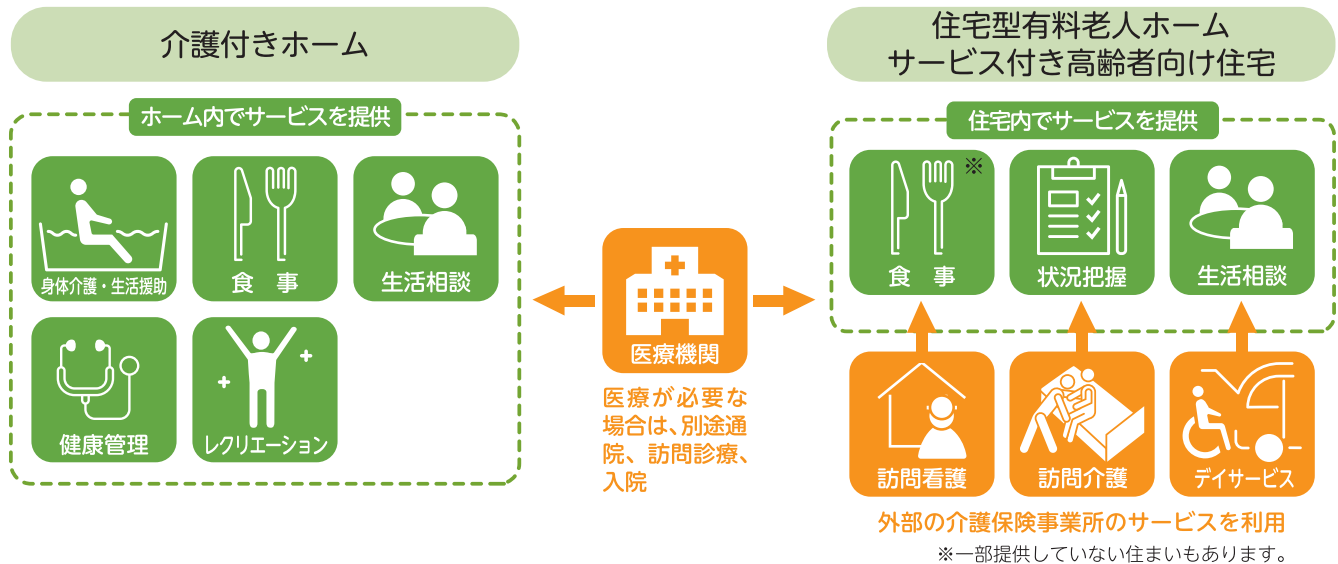 介護付きホーム
ホーム内でサービスを提供
身体介護・生活援助
食 事
生活相談
健康管理
レクリエーション
医療機関
医療が必要な
場合は、別途通
院、訪問診療、
入院
住宅型有料老人ホーム
サービス付き高齢者向け住宅
住宅内でサービスを提供
食 事
※
状況把握
生活相談
訪問看護
訪問介護
デイサービス
外部の介護保険事業所のサービスを利用
※一部提供していない住まいもあります。